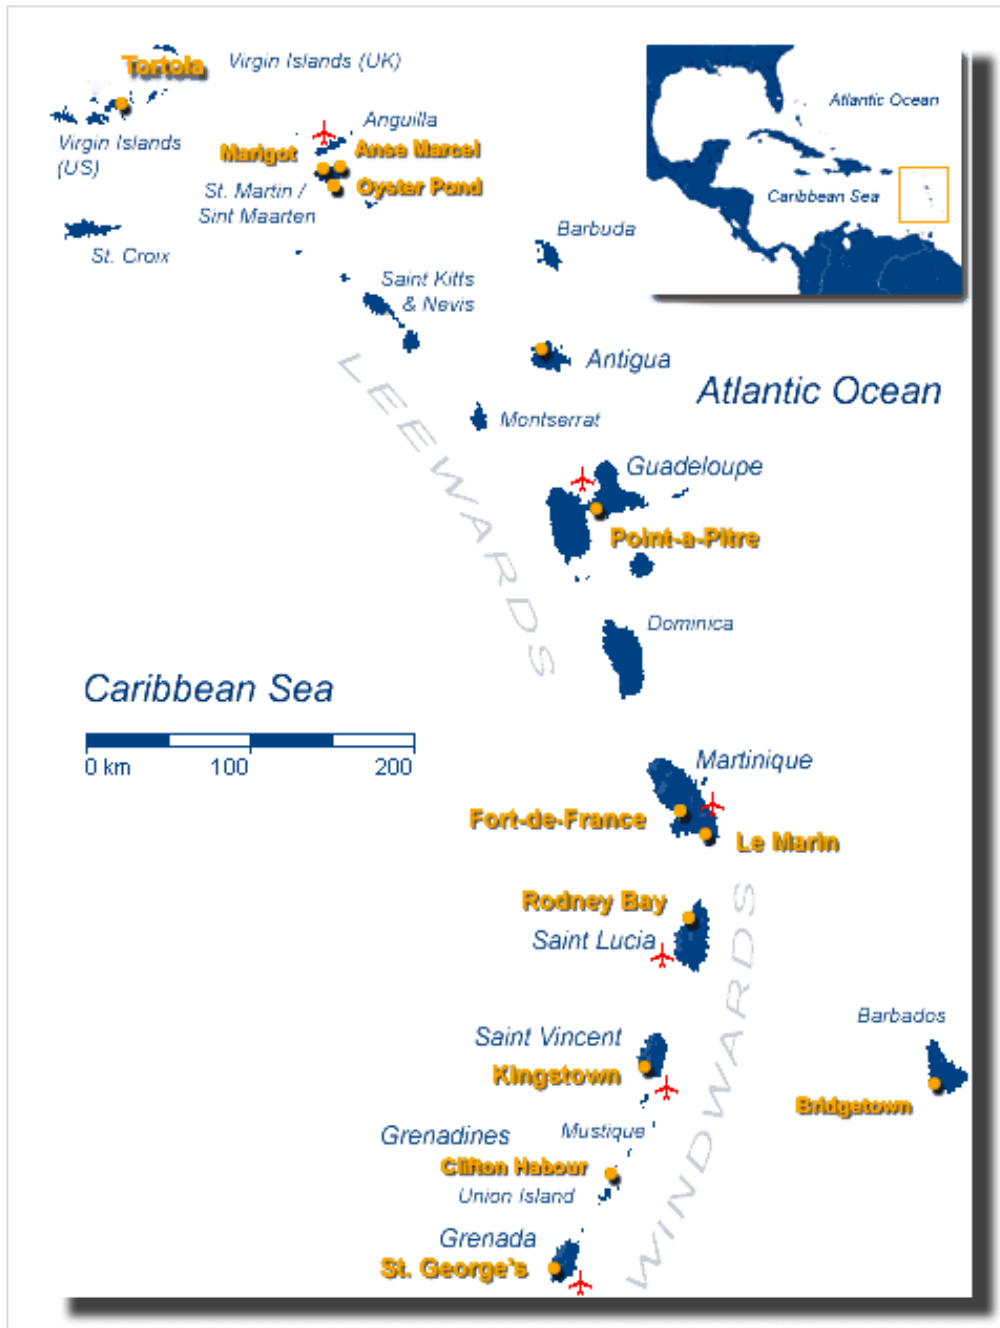 Tortola
Virgin Islands (UK)
Atlantic Ocean
Anguilla
Virgin Islands
(US)
Marigot
Anse Marcel
Oyster Pond
St. Martin /
Sint Maarten
Caribbean Sea
St. Croix
Barbuda
Saint Kitts
& Nevis
Antigua
Atlantic Ocean
LEEWARDS
Montserrat
Guadeloupe
Point-a-Pitre
Dominica
Caribbean Sea
0 km 100 200
Martinique
Fort-de-France
Le Marin
Rodney Bay
Saint Lucia
WINDWARDS
Barbados
Saint Vincent
Kingstown
Bridgetown
Mustique
Grenadines
Clifton Habour
Union Island
Grenada
St. George's